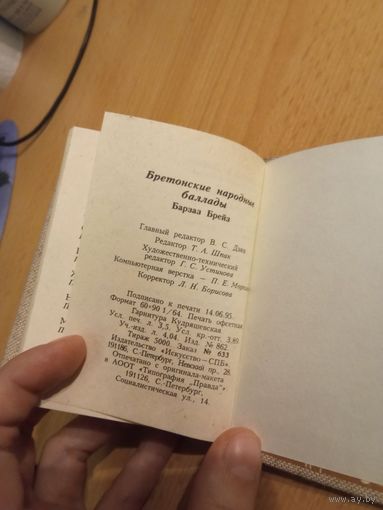 Бретонские народные
баллады
Барзаз Брейз
Главный редактор В. С.
Редактор Т. А. Шпак
Художественно-технический
редактор Г. С. Устинова
Компьютерная верстка — П. Е.
Корректор Л. Н. Борисова
Подписано к печати 14.06.95.
Формат 60×90 1/64. Печать офсетная
Гарнитура Кудряшевская
Усл. печ. л. 3,5. Усл. кр.-отт. 3,89
Уч.-изд. л. 4,04. Изд. № 862
Тираж 5000. Заказ № 633
Издательство «Искусство—СПБ».
191186, С.-Петербург, Невский пр., 28.
Отпечатано с оригинала-макета
в АООТ «Типография „Правда“»,
191126, С.-Петербург,
Социалистическая ул., 14.
ay.by